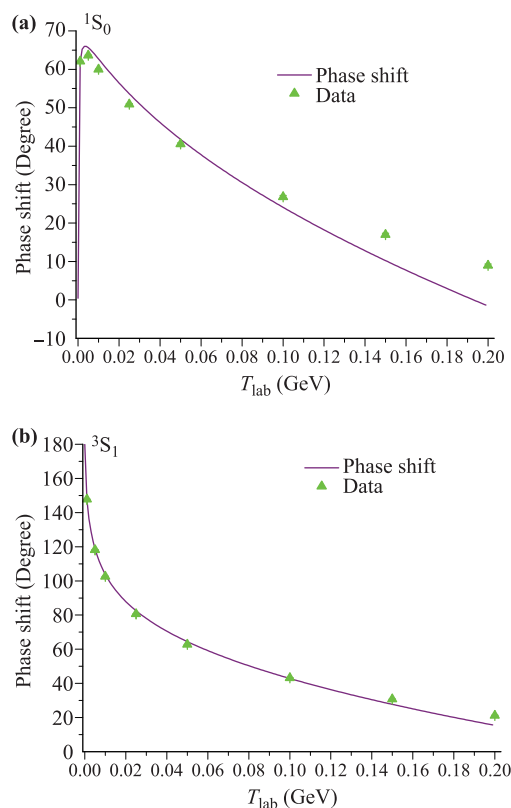 (a)
¹S₀
70
60
50
40
30
20
10
0
−10
Phase shift (Degree)
Phase shift
Data
0.00 0.02 0.04 0.06 0.08 0.10 0.12 0.14 0.16 0.18 0.20
T_lab (GeV)
(b)
³S₁
180
160
140
120
100
80
60
40
20
0
Phase shift (Degree)
Phase shift
Data
0.00 0.02 0.04 0.06 0.08 0.10 0.12 0.14 0.16 0.18 0.20
T_lab (GeV)